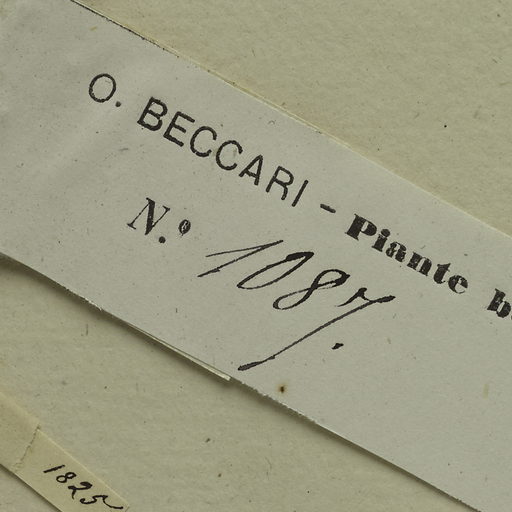 O. BECCARI - Piante
N.º 1087.
1825